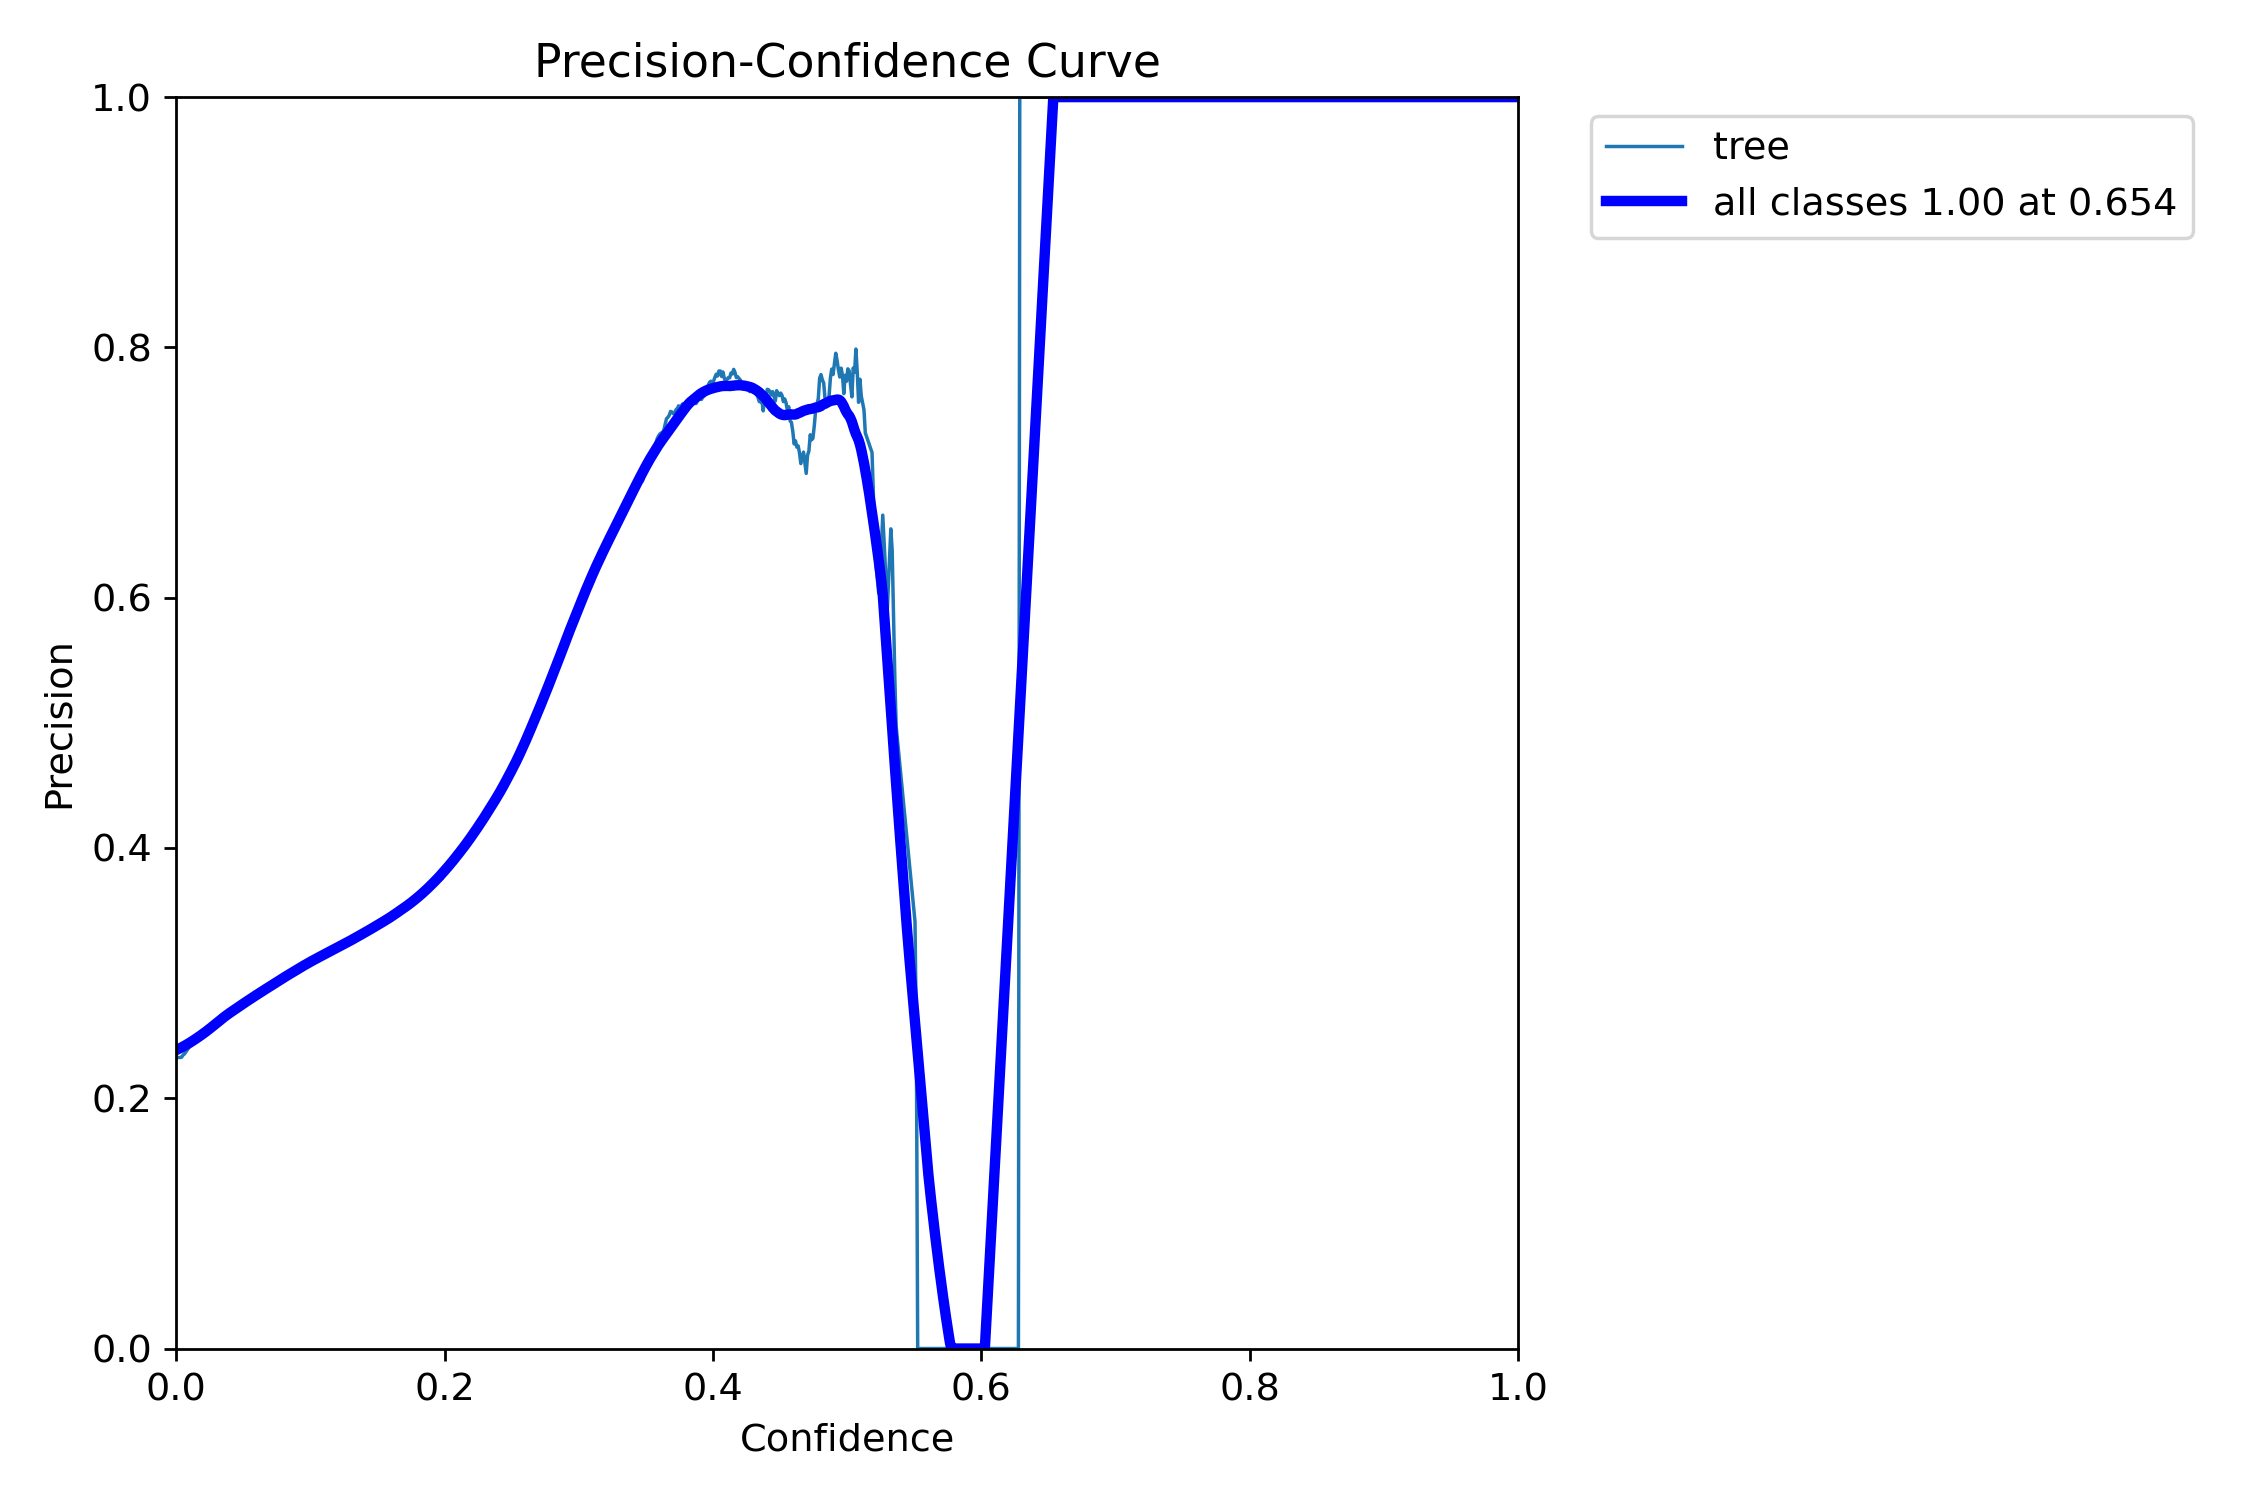 Precision-Confidence Curve
1.0
0.8
0.6
0.4
0.2
0.0
Precision
0.0 0.2 0.4 0.6 0.8 1.0
Confidence
tree
all classes 1.00 at 0.654